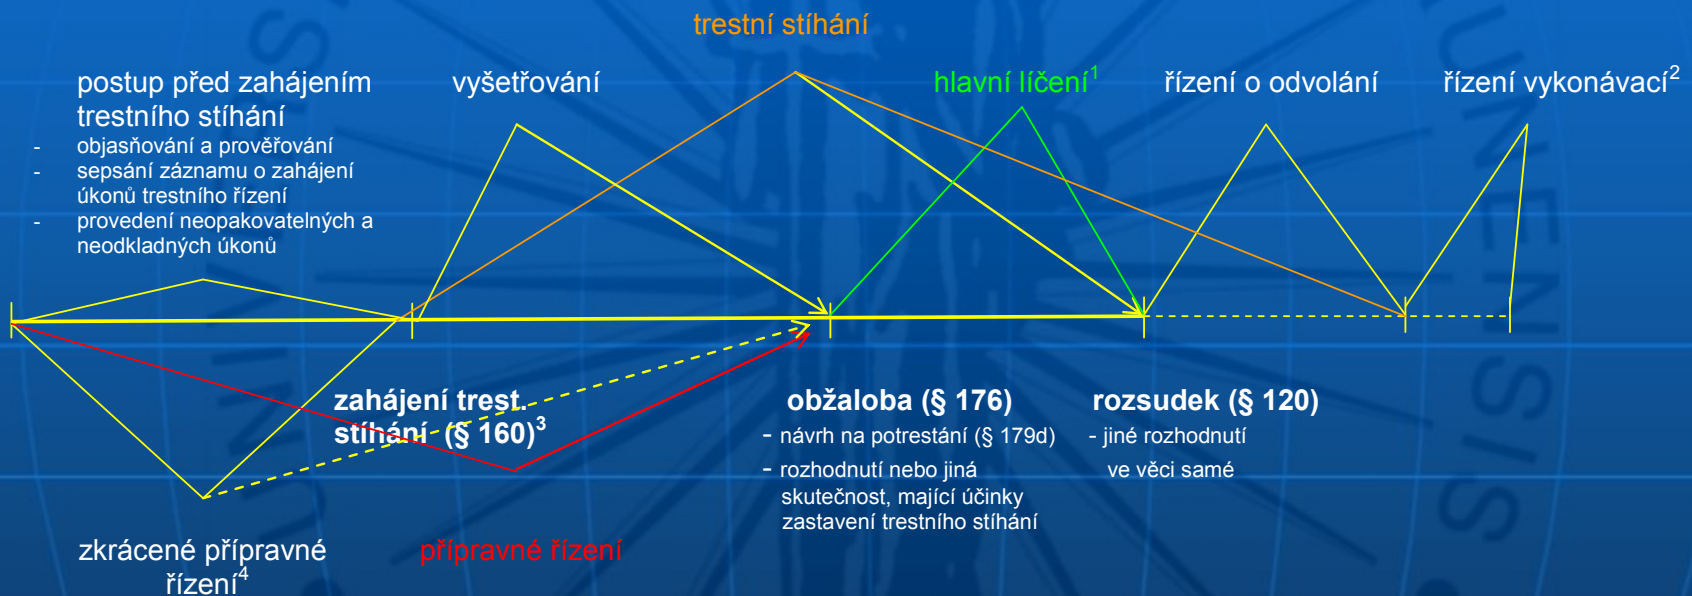 trestní stíhání
postup před zahájením
trestního stíhání
- objasňování a prověřování
- sepsání záznamu o zahájení
úkonů trestního řízení
- provedení neopakovatelných a
neodkladných úkonů
vyšetřování
hlavní líčení¹
řízení o odvolání
řízení vykonávací²
zahájení trest.
stíhání (§ 160)³
obžaloba (§ 176)
- návrh na potrestání (§ 179d)
- rozhodnutí nebo jiná
skutečnost, mající účinky
zastavení trestního stíhání
rozsudek (§ 120)
- jiné rozhodnutí
ve věci samé
zkrácené přípravné
řízení⁴
přípravné řízení